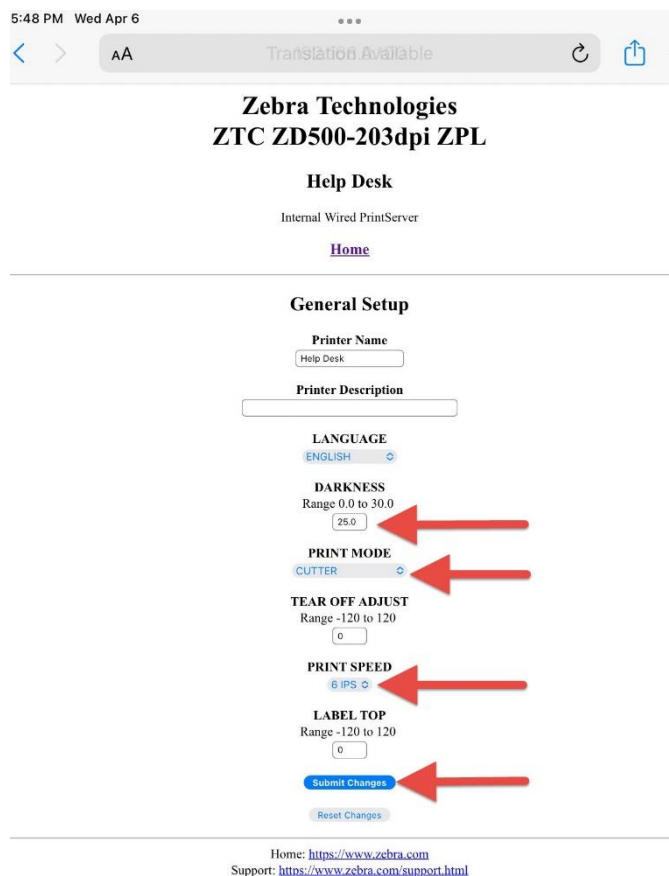 5:48 PM Wed Apr 6
AA
Zebra Technologies
ZTC ZD500-203dpi ZPL
Help Desk
Internal Wired PrintServer
Home
General Setup
Printer Name
Help Desk
Printer Description
LANGUAGE
ENGLISH
DARKNESS
Range 0.0 to 30.0
25.0
PRINT MODE
CUTTER
TEAR OFF ADJUST
Range -120 to 120
0
PRINT SPEED
6 IPS
LABEL TOP
Range -120 to 120
0
Submit Changes
Reset Changes
Home: https://www.zebra.com
Support: https://www.zebra.com/support.html